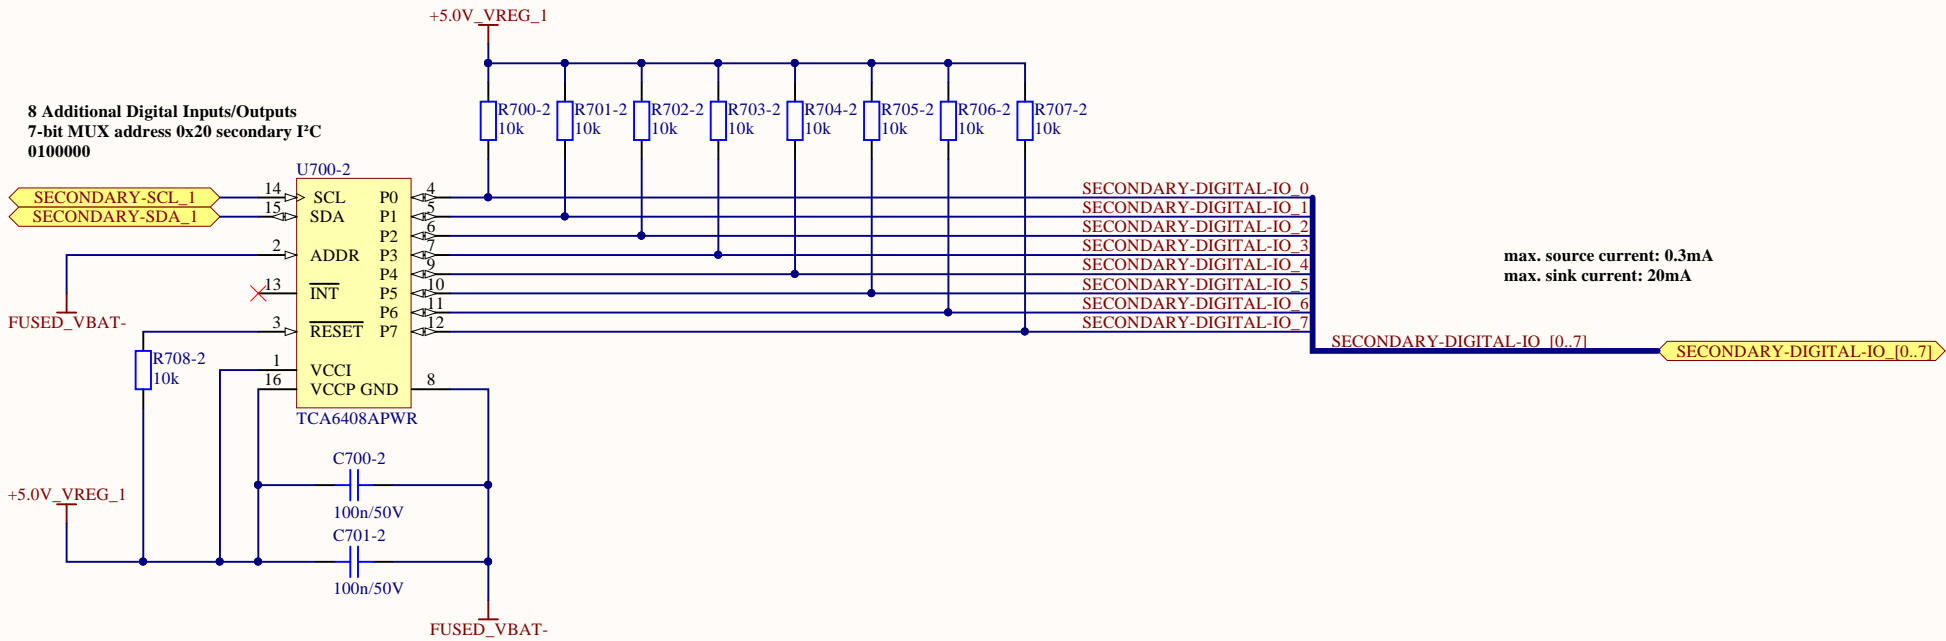 +5.0V_VREG_1
8 Additional Digital Inputs/Outputs
7-bit MUX address 0x20 secondary I²C
0100000
R700-2
10k
R701-2
10k
R702-2
10k
R703-2
10k
R704-2
10k
R705-2
10k
R706-2
10k
R707-2
10k
U700-2
SECONDARY-SCL_1
SECONDARY-SDA_1
14
15
2
13
3
1
16
SCL
SDA
ADDR
INT
RESET
VCCI
VCCP GND
P0
P1
P2
P3
P4
P5
P6
P7
4
5
6
7
9
10
11
12
8
TCA6408APWR
SECONDARY-DIGITAL-IO_0
SECONDARY-DIGITAL-IO_1
SECONDARY-DIGITAL-IO_2
SECONDARY-DIGITAL-IO_3
SECONDARY-DIGITAL-IO_4
SECONDARY-DIGITAL-IO_5
SECONDARY-DIGITAL-IO_6
SECONDARY-DIGITAL-IO_7
max. source current: 0.3mA
max. sink current: 20mA
SECONDARY-DIGITAL-IO_[0..7]
SECONDARY-DIGITAL-IO_[0..7]
FUSED_VBAT-
R708-2
10k
C700-2
100n/50V
+5.0V_VREG_1
C701-2
100n/50V
FUSED_VBAT-